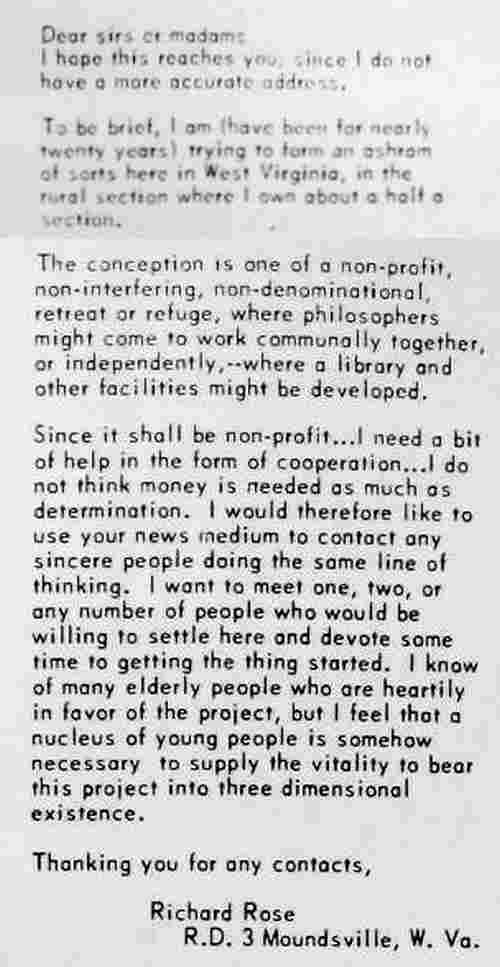 Dear sirs or madams
I hope this reaches you, since I do not
have a more accurate address.
To be brief, I am (have been for nearly
twenty years) trying to form an ashram
of sorts here in West Virginia, in the
rural section where I own about a half a
section.
The conception is one of a non-profit,
non-interfering, non-denominational,
retreat or refuge, where philosophers
might come to work communally together,
or independently,--where a library and
other facilities might be developed.
Since it shall be non-profit...I need a bit
of help in the form of cooperation...I do
not think money is needed as much as
determination. I would therefore like to
use your news medium to contact any
sincere people doing the same line of
thinking. I want to meet one, two, or
any number of people who would be
willing to settle here and devote some
time to getting the thing started. I know
of many elderly people who are heartily
in favor of the project, but I feel that a
nucleus of young people is somehow
necessary to supply the vitality to bear
this project into three dimensional
existence.
Thanking you for any contacts,
Richard Rose
R.D. 3 Moundsville, W. Va.